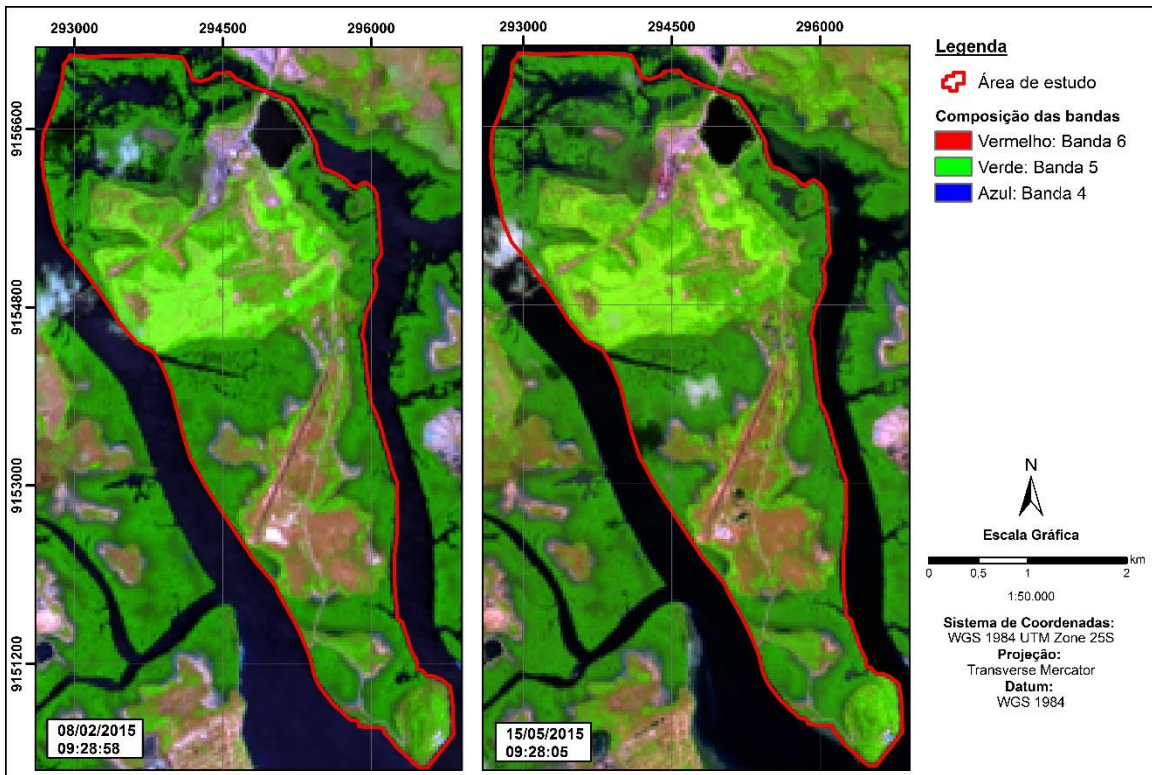 293000 294500 296000
293000 294500 296000
9156600
9154800
9153000
9151200
08/02/2015
09:28:58
15/05/2015
09:28:05
Legenda
Área de estudo
Composição das bandas
Vermelho: Banda 6
Verde: Banda 5
Azul: Banda 4
N
Escala Gráfica
km
0 0,5 1 2
1:50.000
Sistema de Coordenadas:
WGS 1984 UTM Zone 25S
Projeção:
Transverse Mercator
Datum:
WGS 1984